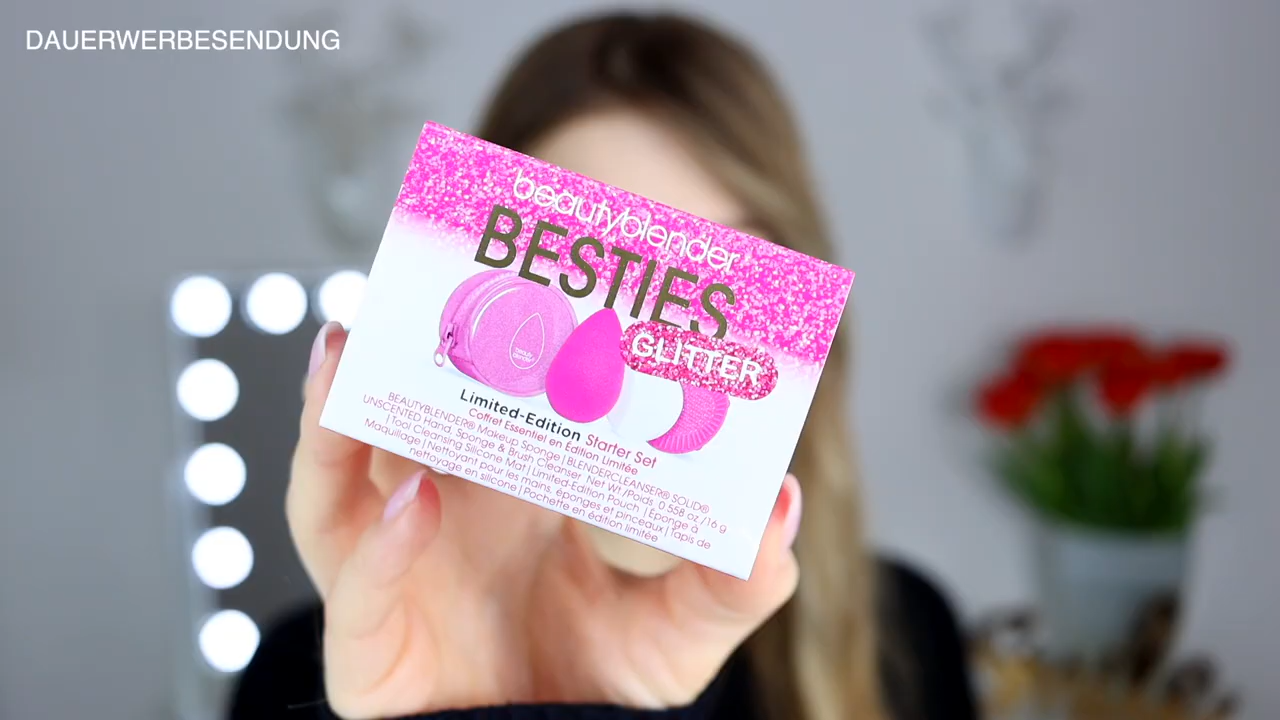 DAUERWERBESENDUNG
beautyblender
BESTIES
GLITTER
beauty
blender
Limited-Edition Starter Set
Coffret Essentiel en Édition Limitée
BEAUTYBLENDER® Makeup Sponge | BLENDERCLEANSER® SOLID®
UNSCENTED Hand, Sponge & Brush Cleanser, Net Wt./Poids 0.558 oz /16 g
| Tool Cleansing Silicone Mat | Limited-Edition Pouch | Éponge à
Maquillage | Nettoyant pour les mains, éponges et pinceaux | Tapis de
nettoyage en silicone | Pochette en édition limitée